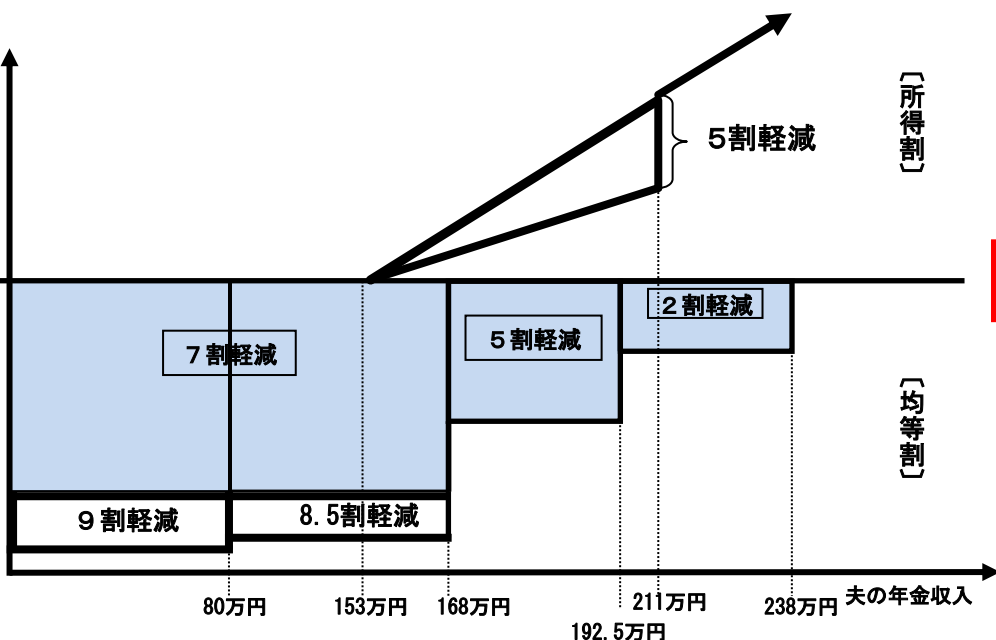 〔所得割〕
5割軽減
2割軽減
5割軽減
7割軽減
〔均等割〕
9割軽減
8.5割軽減
80万円
153万円
168万円
192.5万円
211万円
238万円
夫の年金収入